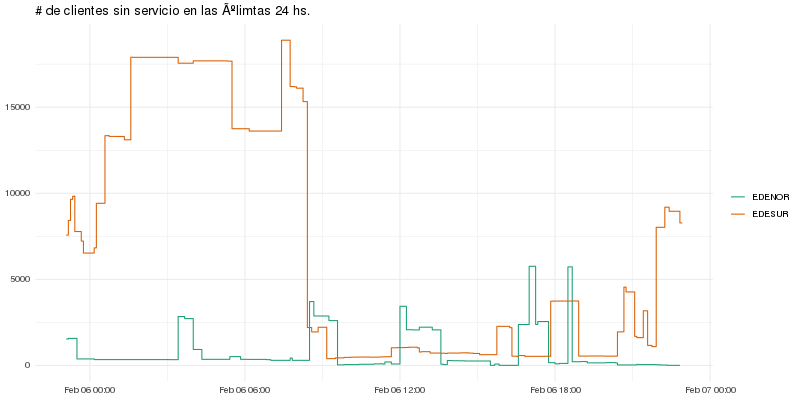 # de clientes sin servicio en las Ãºlimtas 24 hs.
15000
10000
5000
0
Feb 06 00:00
Feb 06 06:00
Feb 06 12:00
Feb 06 18:00
Feb 07 00:00
EDENOR
EDESUR